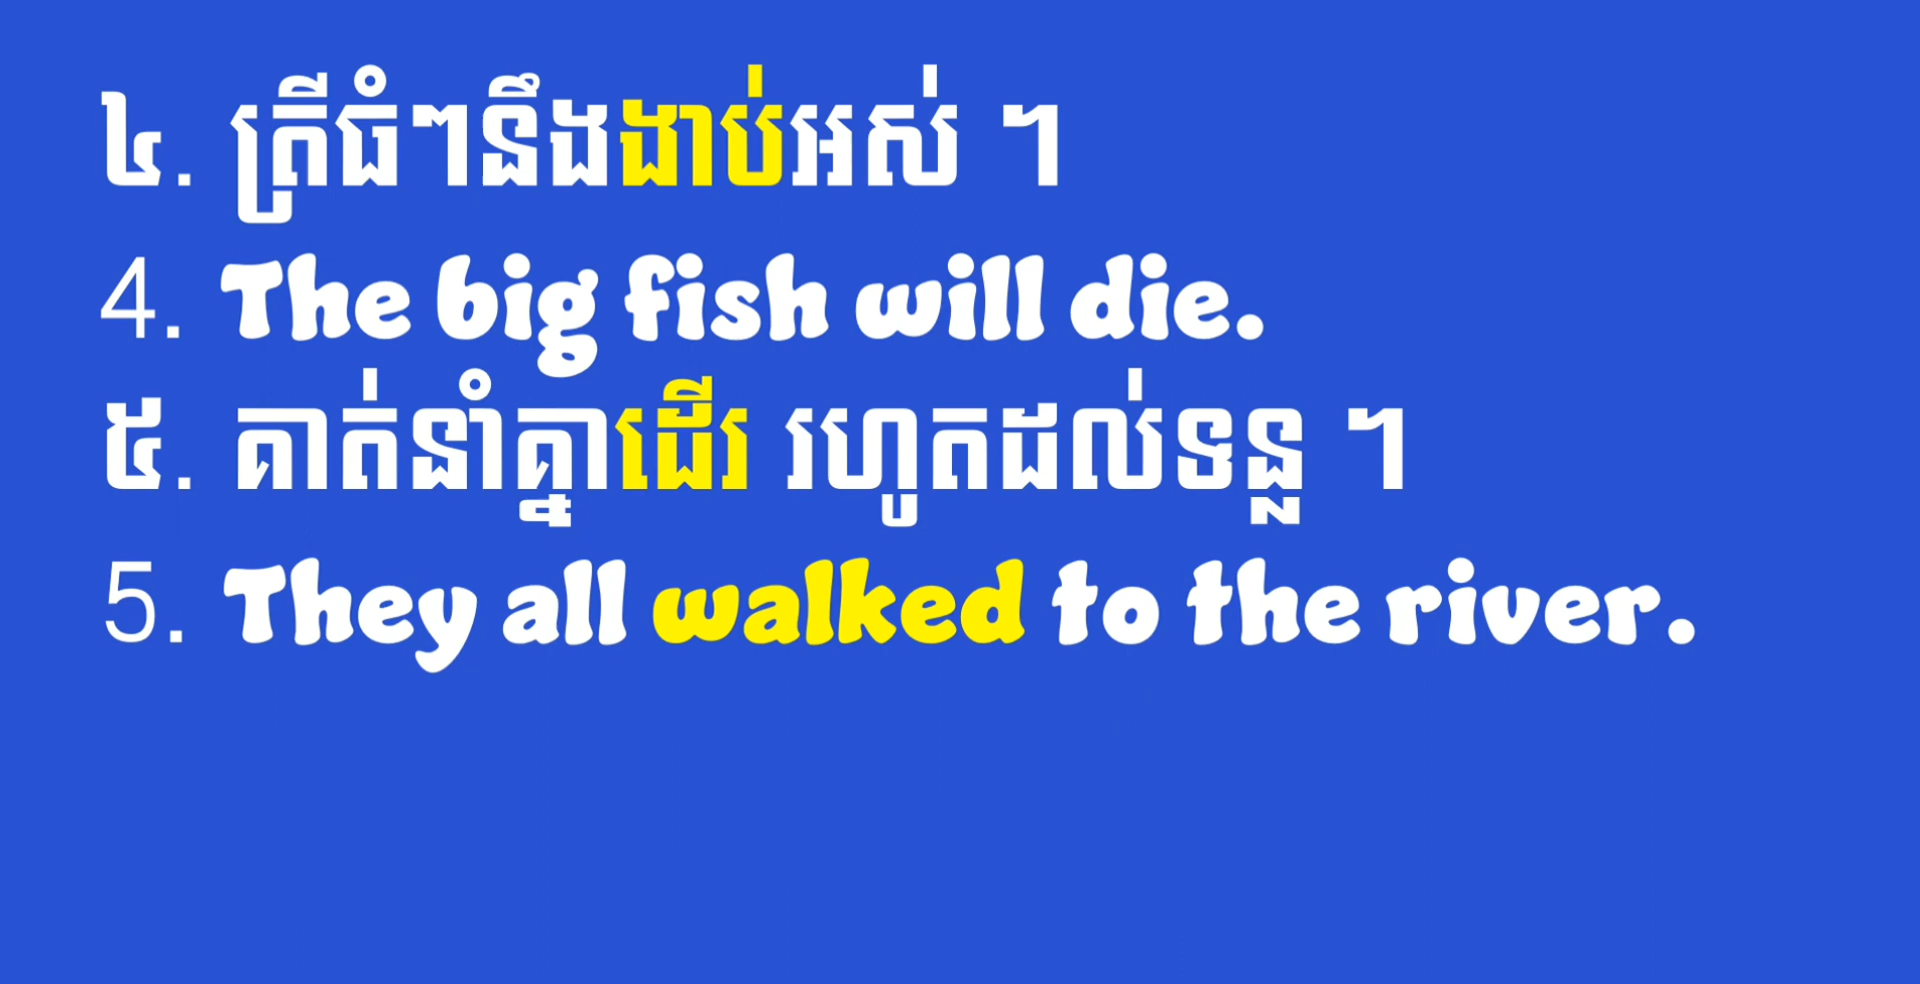 ៤. ត្រីធំៗនឹងងាប់អស់ ។
4. The big fish will die.
៥. គាត់នាំគ្នាដើរ រហូតដល់ទន្ល ។
5. They all walked to the river.